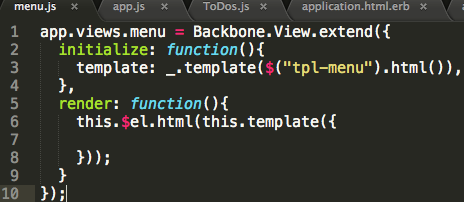 menu.js app.js ToDos.js application.html.erb
1 app.views.menu = Backbone.View.extend({
2 initialize: function(){
3 template: _.template($("tpl-menu").html()),
4 },
5 render: function(){
6 this.$el.html(this.template({
7
8 }));
9 }
10 });